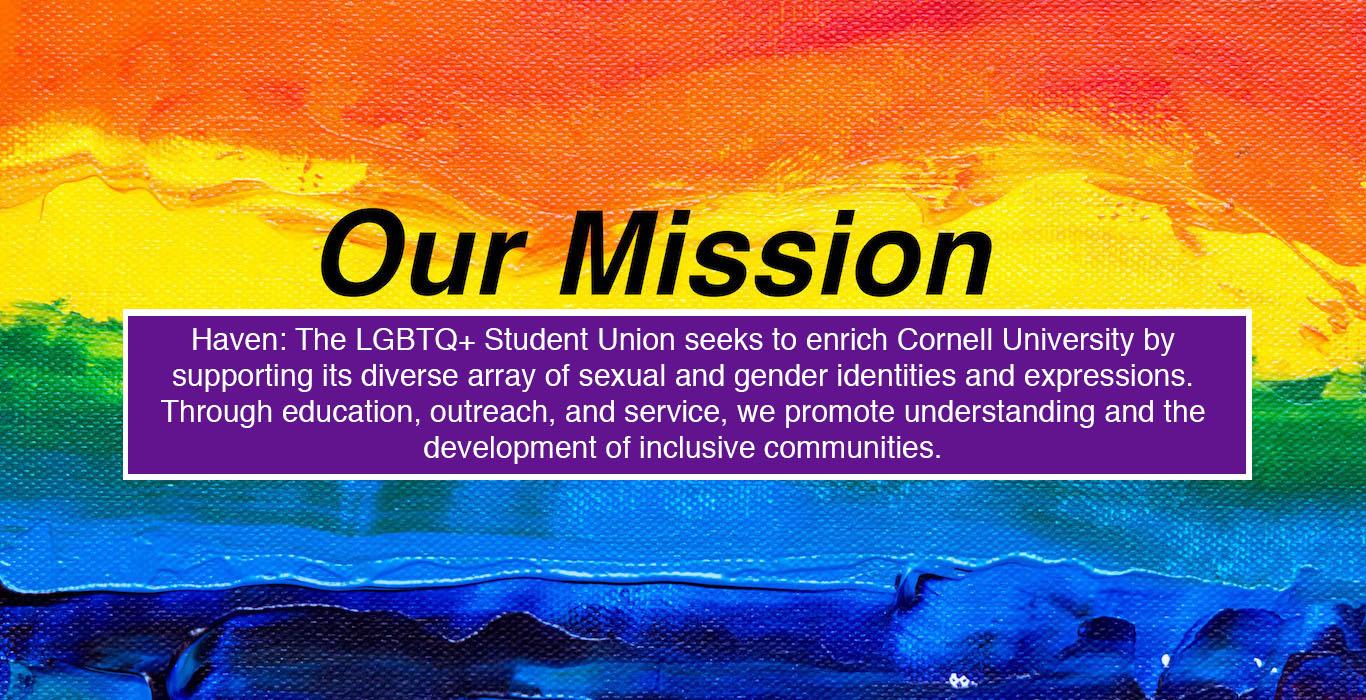 Our Mission
Haven: The LGBTQ+ Student Union seeks to enrich Cornell University by
supporting its diverse array of sexual and gender identities and expressions.
Through education, outreach, and service, we promote understanding and the
development of inclusive communities.